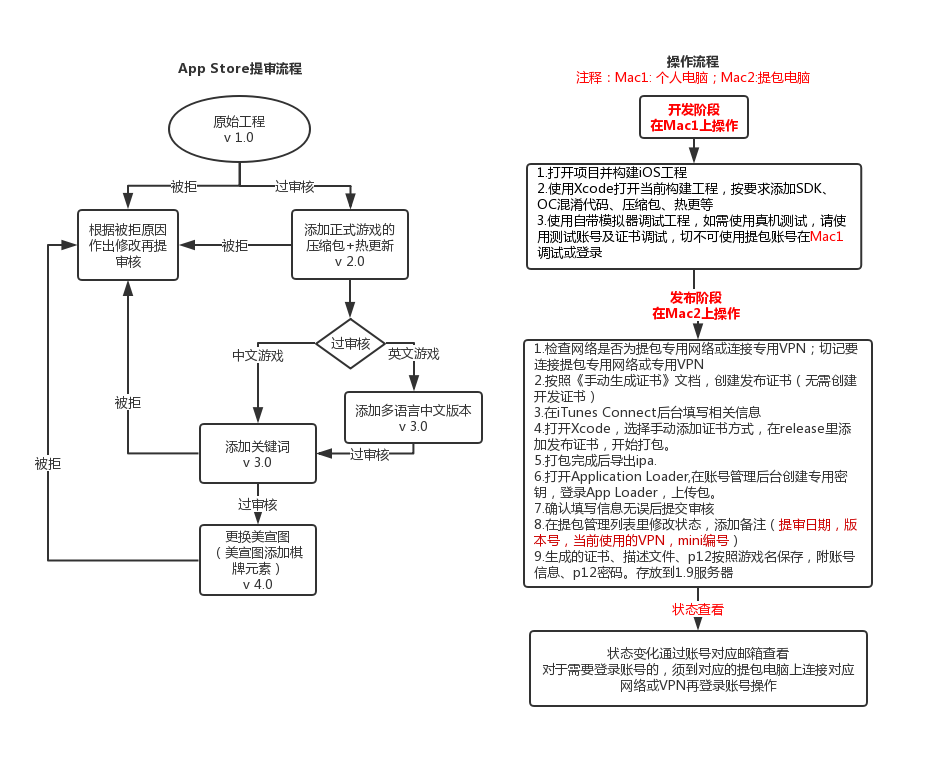 App Store提审流程
原始工程
v 1.0
被拒
过审核
根据被拒原因
作出修改再提
审核
被拒
添加正式游戏的
压缩包+热更新
v 2.0
过审核
中文游戏
英文游戏
被拒
添加多语言中文版本
v 3.0
添加关键词
v 3.0
过审核
被拒
过审核
更换美宣图
（美宣图添加棋
牌元素）
v 4.0
操作流程
注释：Mac1: 个人电脑；Mac2:提包电脑
开发阶段
在Mac1上操作
1.打开项目并构建iOS工程
2.使用Xcode打开当前构建工程，按要求添加SDK、
OC混淆代码、压缩包、热更等
3.使用自带模拟器调试工程，如需使用真机测试，请使
用测试账号及证书调试，切不可使用提包账号在Mac1
调试或登录
发布阶段
在Mac2上操作
1.检查网络是否为提包专用网络或连接专用VPN；切记要
连接提包专用网络或专用VPN
2.按照《手动生成证书》文档，创建发布证书（无需创建
开发证书）
3.在iTunes Connect后台填写相关信息
4.打开Xcode，选择手动添加证书方式，在release里添
加发布证书，开始打包。
5.打包完成后导出ipa.
6.打开Application Loader,在账号管理后台创建专用密
钥，登录App Loader，上传包。
7.确认填写信息无误后提交审核
8.在提包管理列表里修改状态，添加备注（提审日期，版
本号，当前使用的VPN，mini编号）
9.生成的证书、描述文件、p12按照游戏名保存，附账号
信息、p12密码。存放到1.9服务器
状态查看
状态变化通过账号对应邮箱查看
对于需要登录账号的，须到对应的提包电脑上连接对应
网络或VPN再登录账号操作